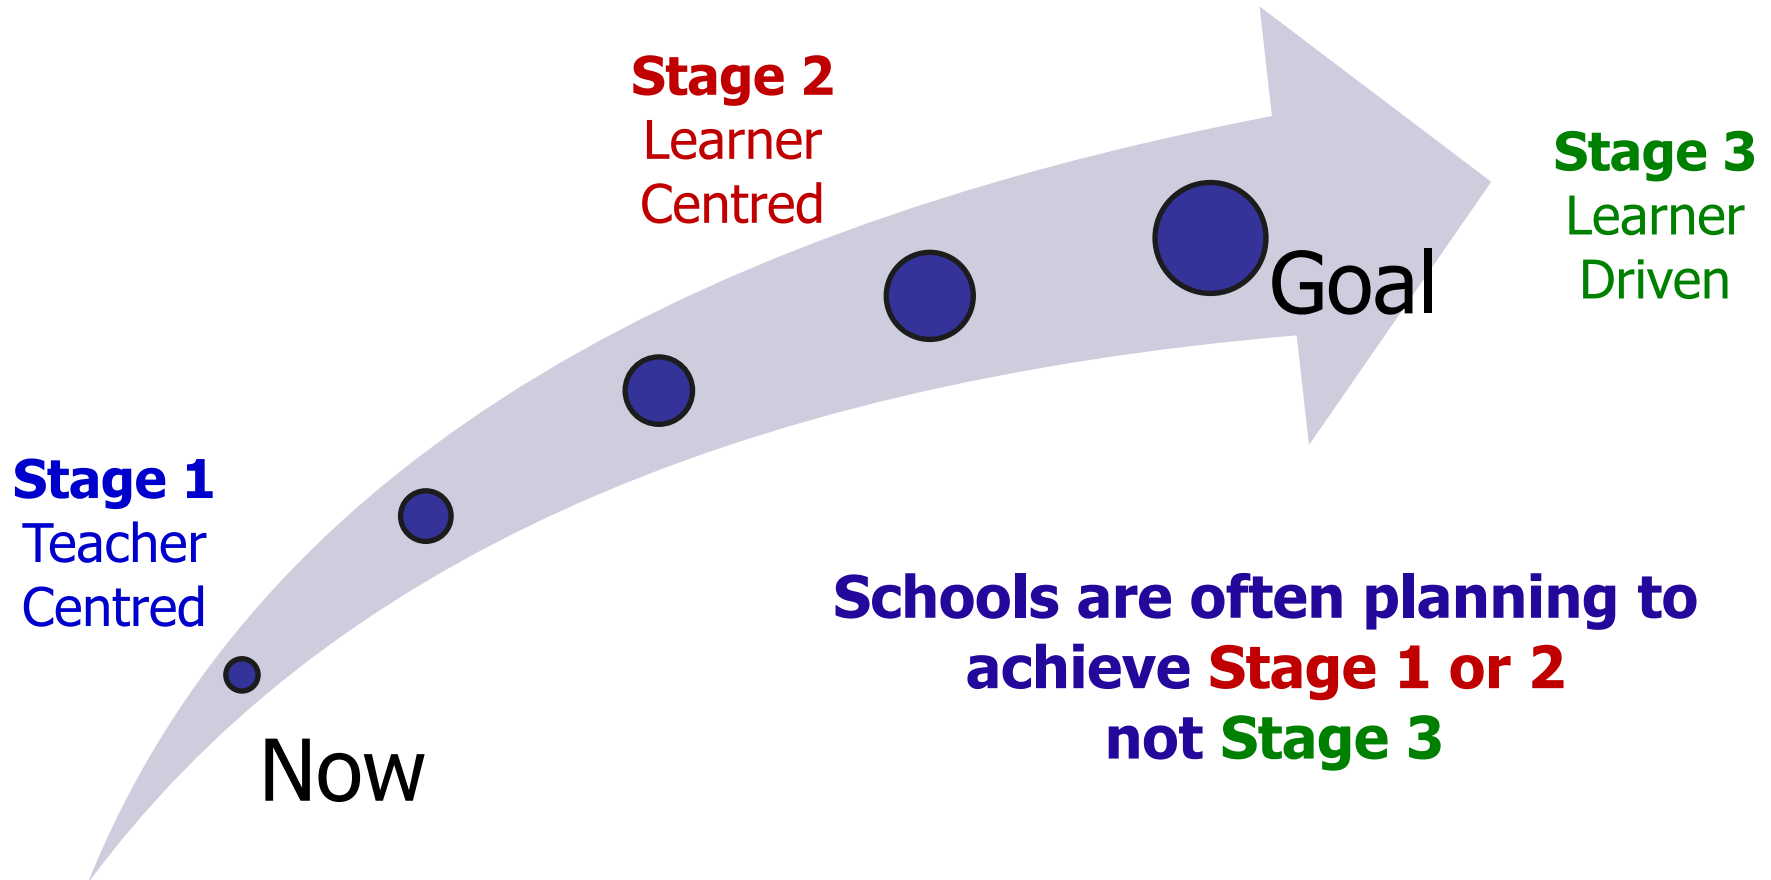 Stage 1
Teacher
Centred
Now
Stage 2
Learner
Centred
Goal
Stage 3
Learner
Driven
Schools are often planning to
achieve Stage 1 or 2
not Stage 3